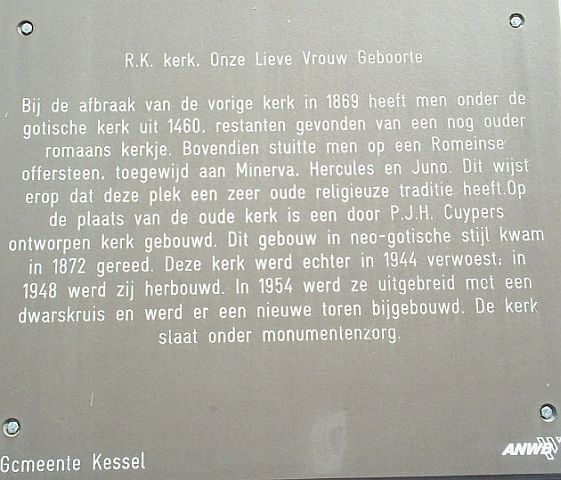 R.K. kerk. Onze Lieve Vrouw Geboorte
Bij de afbraak van de vorige kerk in 1869 heeft men onder de
gotische kerk uit 1460, restanten gevonden van een nog ouder
romaans kerkje. Bovendien stuitte men op een Romeinse
offersteen, toegewijd aan Minerva, Hercules en Juno. Dit wijst
erop dat deze plek een zeer oude religieuze traditie heeft.Op
de plaats van de oude kerk is een door P.J.H. Cuypers
ontworpen kerk gebouwd. Dit gebouw in neo-gotische stijl kwam
in 1872 gereed. Deze kerk werd echter in 1944 verwoest; in
1948 werd zij herbouwd. In 1954 werd ze uitgebreid met een
dwarskruis en werd er een nieuwe toren bijgebouwd. De kerk
staat onder monumentenzorg.
Gemeente Kessel
ANWB